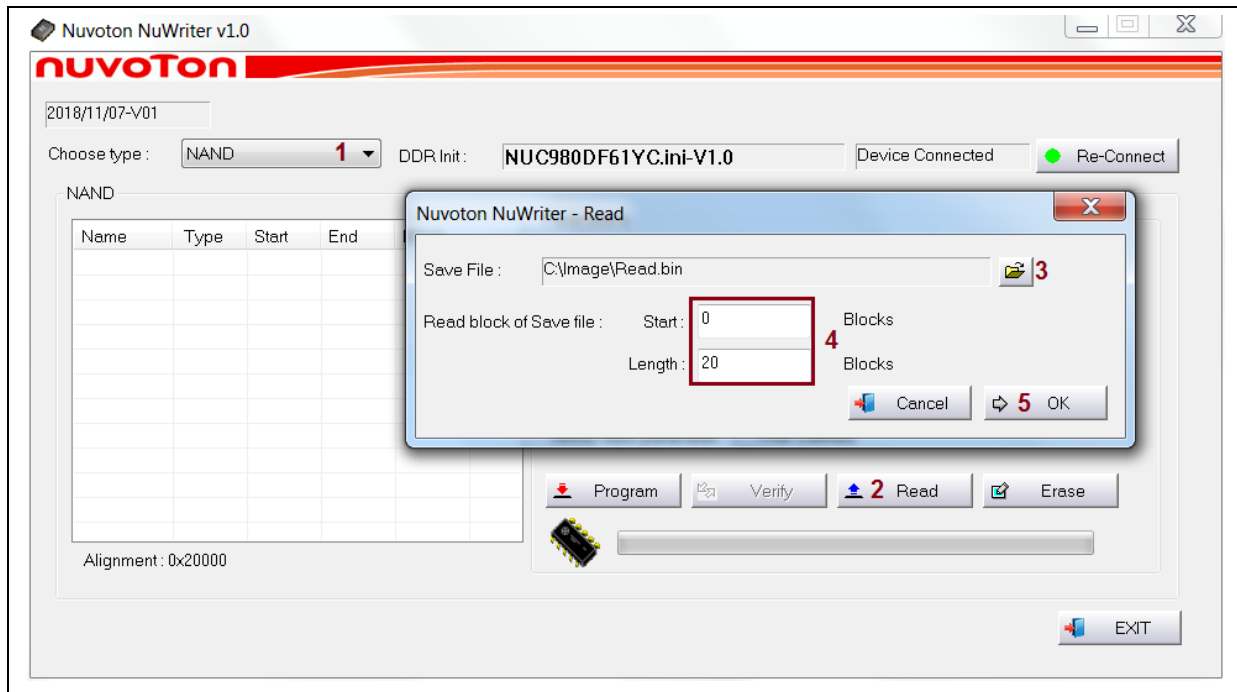 Nuvoton NuWriter v1.0
nuvoTon
2018/11/07-V01
Choose type : NAND 1 DDR Init : NUC980DF61YC.ini-V1.0 Device Connected Re-Connect
NAND
Name Type Start End
Nuvoton NuWriter - Read
Save File : C:\Image\Read.bin 3
Read block of Save file : Start : 0 Blocks
4
Length : 20 Blocks
Cancel 5 OK
Program Verify 2 Read Erase
Alignment : 0x20000
EXIT